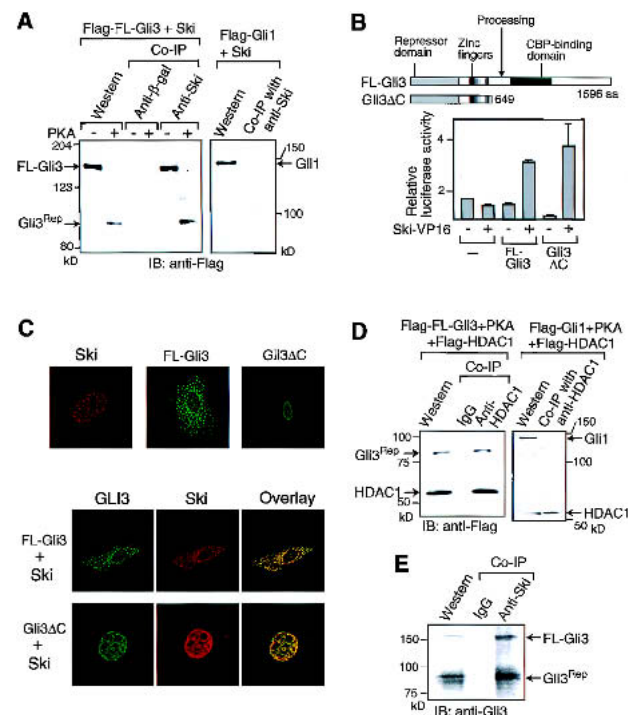 A
Flag-FL-Gli3 + Ski
Co-IP
Western
Anti-β-gal
Anti-Ski
PKA - + - + - +
204
FL-Gli3
123
Gli3Rep
80
kD
Flag-Gli1
+ Ski
Western
Co-IP with
anti-Ski
150
Gli1
100
kD
IB: anti-Flag
B
Processing
Repressor
domain
Zinc
fingers
CBP-binding
domain
FL-Gli3
1596 aa
Gli3ΔC
649
Relative
luciferase activity
4
2
Ski-VP16 - + - + - +
—
FL-
Gli3
Gli3
ΔC
C
Ski
FL-Gli3
Gli3ΔC
GLI3
Ski
Overlay
FL-Gli3
+
Ski
Gli3ΔC
+
Ski
D
Flag-FL-Gli3+PKA
+Flag-HDAC1
Co-IP
Western
IgG
Anti-
HDAC1
100
Gli3Rep
75
HDAC1
50
kD
IB: anti-Flag
Flag-Gli1+PKA
+Flag-HDAC1
Western
Co-IP with
anti-HDAC1
150
Gli1
100
HDAC1
50
kD
E
Co-IP
Western
IgG
Anti-Ski
150
FL-Gli3
100
Gli3Rep
75
kD
IB: anti-Gli3